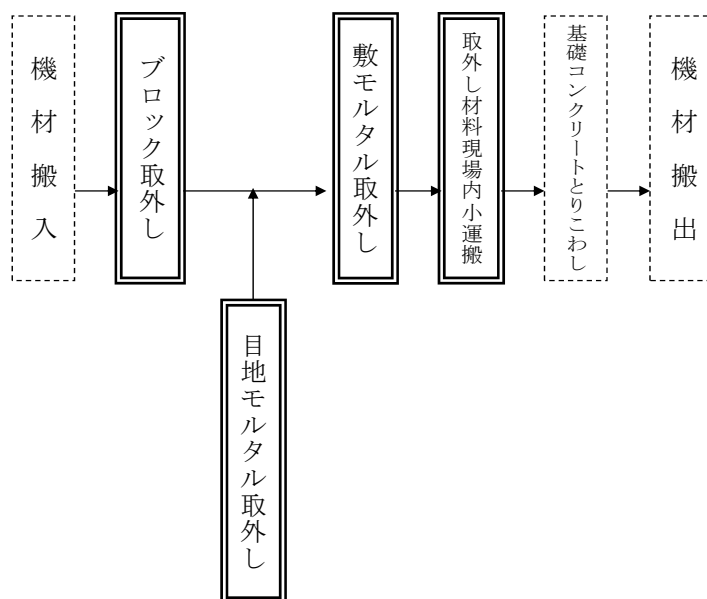 機材搬入
ブロック取外し
目地モルタル取外し
敷モルタル取外し
取外し材料現場内小運搬
基礎コンクリートとりこわし
機材搬出